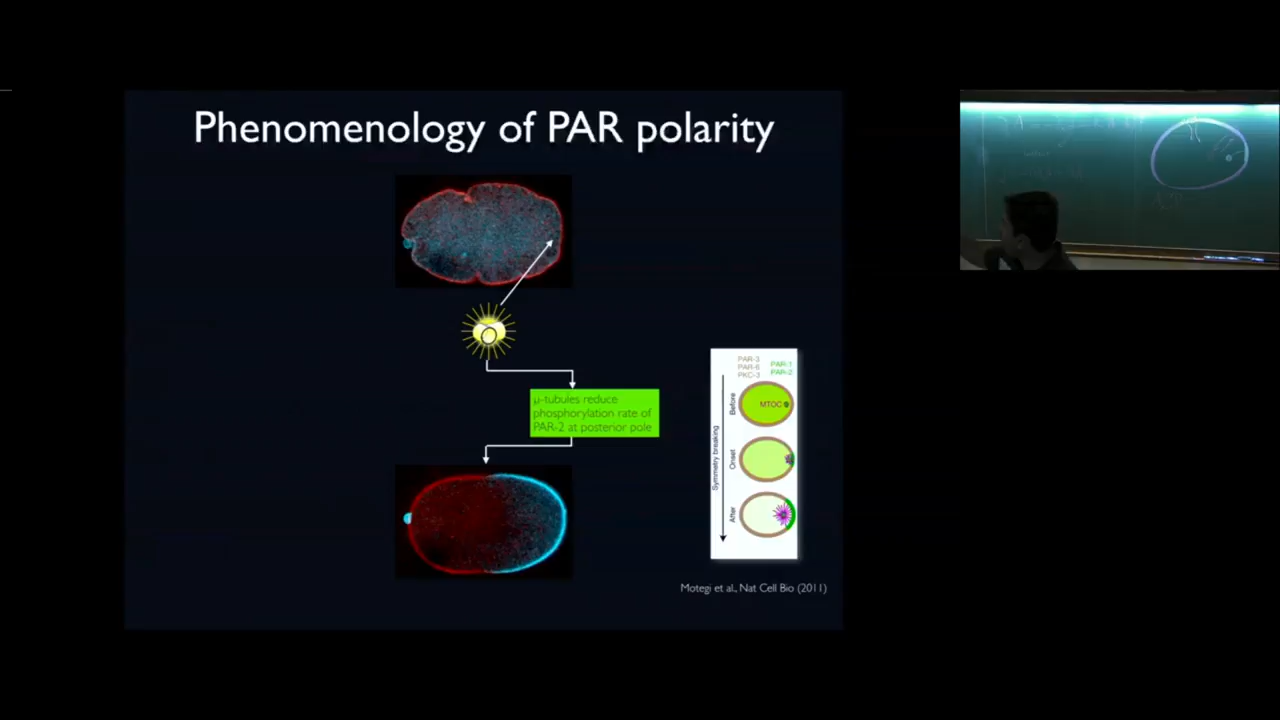 Phenomenology of PAR polarity
μ-tubules reduce
phosphorylation rate of
PAR-2 at posterior pole
PAR-3
PAR-6
PKC-3
PAR-1
PAR-2
Before
MTOC
Symmetry breaking
Onset
After
Motegi et al., Nat Cell Bio (2011)